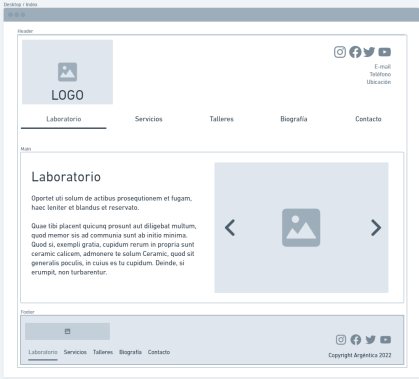 Desktop / Index
Header
LOGO
E-mail
Teléfono
Ubicación
Laboratorio Servicios Talleres Biografía Contacto
Main
Laboratorio
Oportet uti solum de actibus prosequtionem et fugam,
haec leniter et blandus et
reservato.
Quae tibi placent quicunq prosunt aut diligebat multum,
quod memor sis ad communia sunt ab initio minima.
Quod si, exempli gratia, cupidum rerum in propria sunt
ceramic calicem, admonere te solum Ceramic, quod sit
generalis poculis, in cuius es tu cupidum. Deinde, si
erumpit, non turbarentur.
Footer
Laboratorio Servicios Talleres Biografía Contacto
Copyright Argéntica 2022